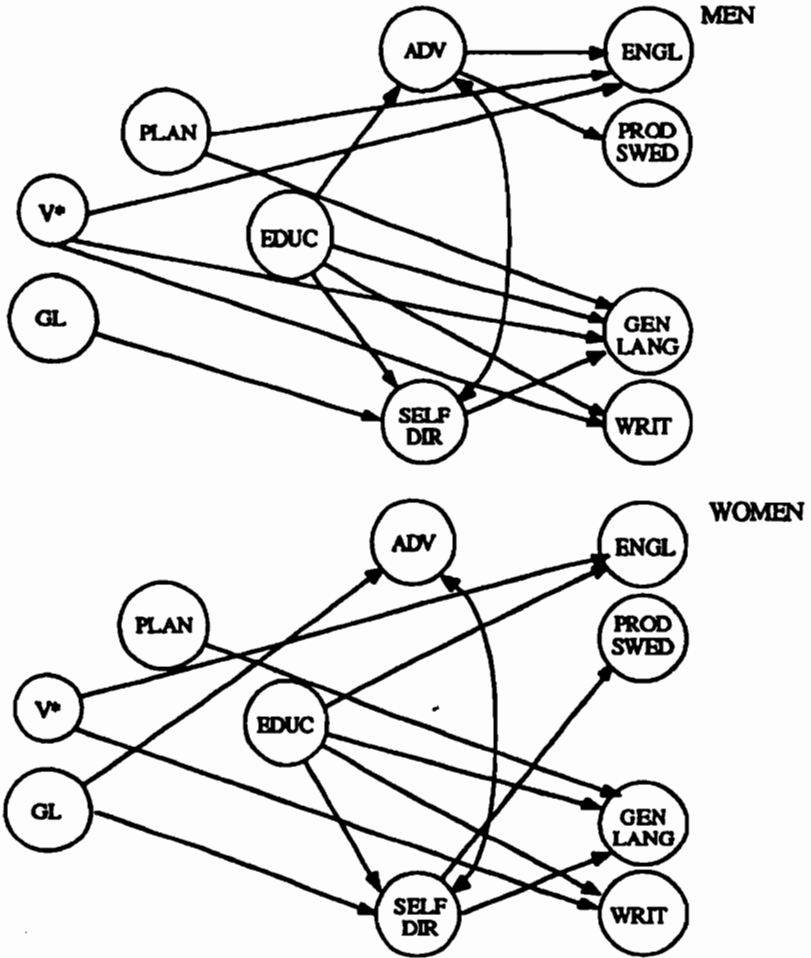 MEN
ADV
ENGL
PLAN
PROD
SWED
V*
EDUC
GL
GEN
LANG
SELF
DIR
WRIT
WOMEN
ADV
ENGL
PLAN
PROD
SWED
V*
EDUC
GL
GEN
LANG
SELF
DIR
WRIT